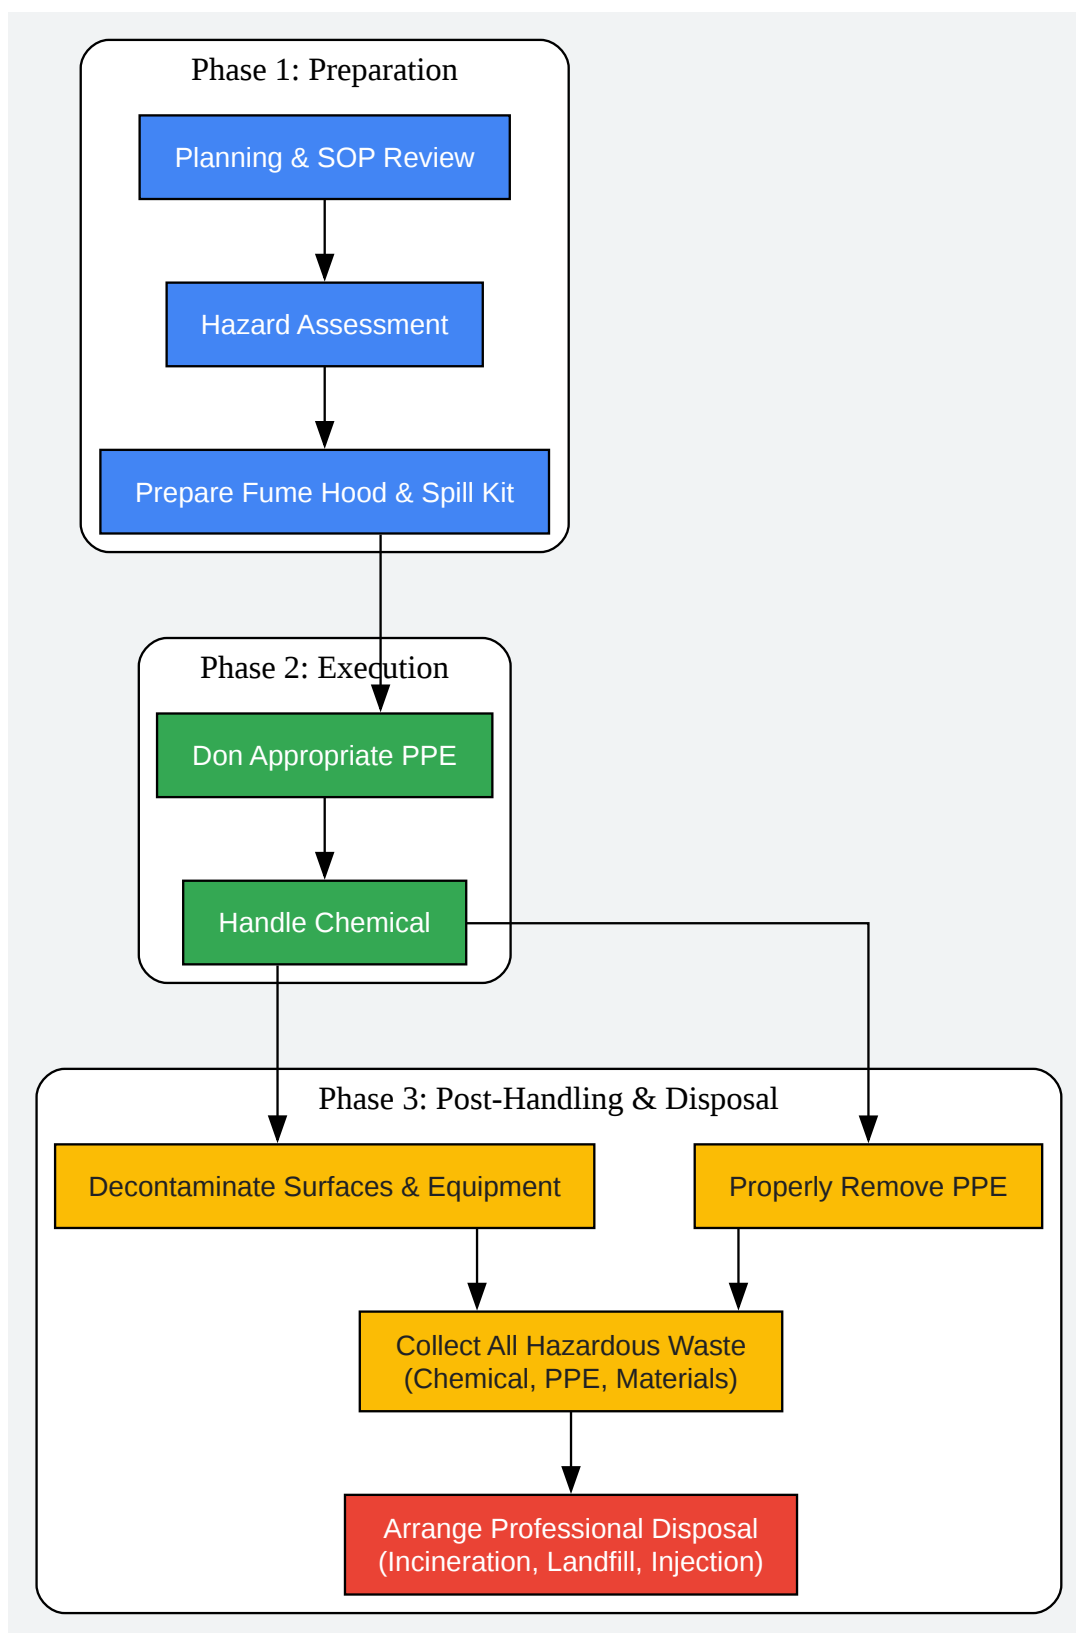 Phase 1: Preparation
Planning & SOP Review
Hazard Assessment
Prepare Fume Hood & Spill Kit
Phase 2: Execution
Don Appropriate PPE
Handle Chemical
Phase 3: Post-Handling & Disposal
Decontaminate Surfaces & Equipment
Properly Remove PPE
Collect All Hazardous Waste
(Chemical, PPE, Materials)
Arrange Professional Disposal
(Incineration, Landfill, Injection)